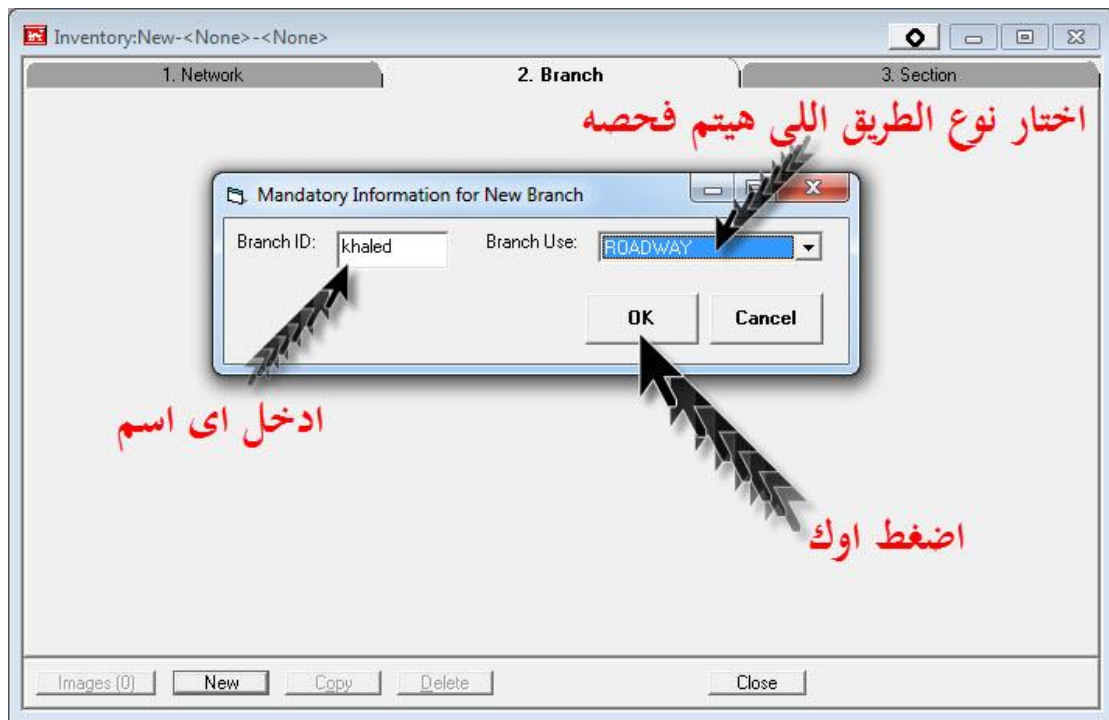 Inventory:New-<None>-<None>
1. Network 2. Branch 3. Section
اختار نوع الطريق اللى هيتم فحصه
Mandatory Information for New Branch
Branch ID: khaled Branch Use: ROADWAY
OK Cancel
ادخل اى اسم
اضغط اوك
Images (0) New Copy Delete Close